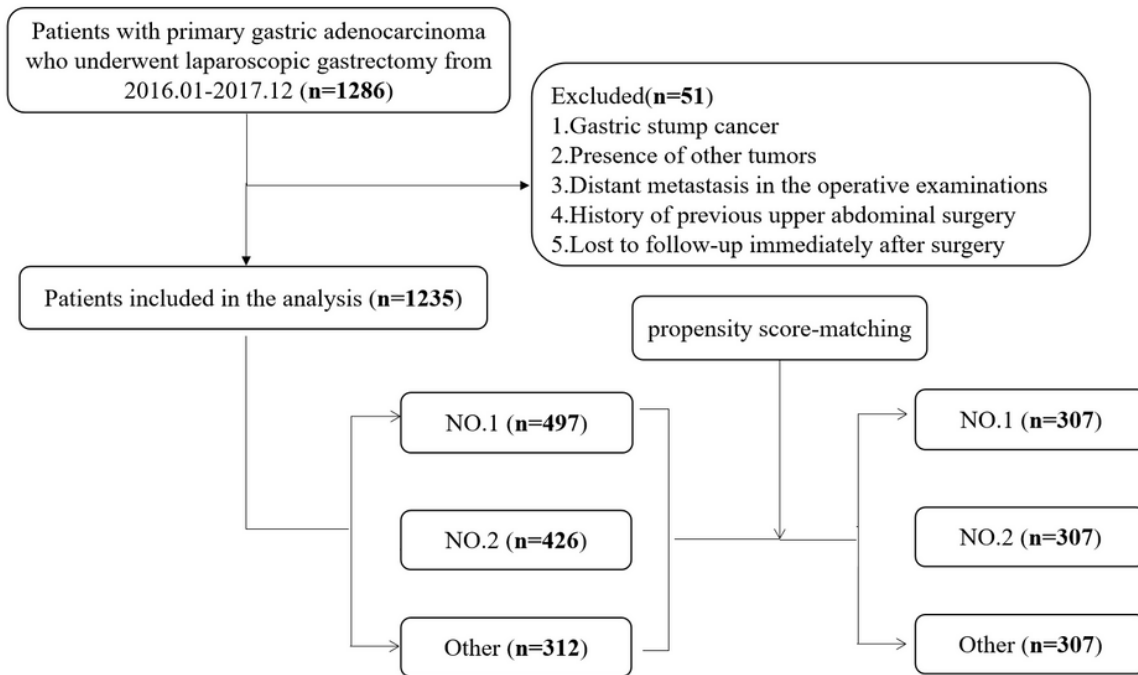 Patients with primary gastric adenocarcinoma
who underwent laparoscopic gastrectomy from
2016.01-2017.12 (n=1286)
Excluded(n=51)
1.Gastric stump cancer
2.Presence of other tumors
3.Distant metastasis in the operative examinations
4.History of previous upper abdominal surgery
5.Lost to follow-up immediately after surgery
Patients included in the analysis (n=1235)
propensity score-matching
NO.1 (n=497)
NO.2 (n=426)
Other (n=312)
NO.1 (n=307)
NO.2 (n=307)
Other (n=307)